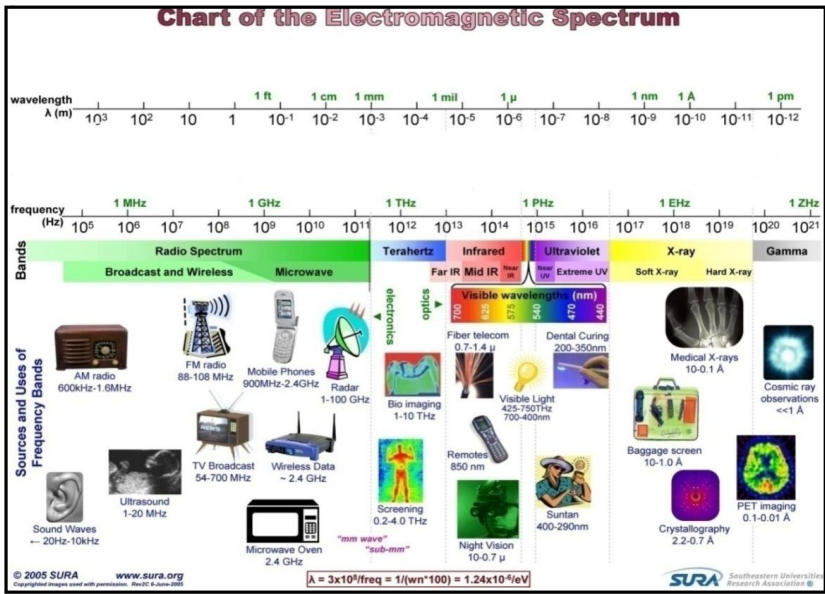 Chart of the Electromagnetic Spectrum
1 ft 1 cm 1 mm 1 mil 1 μ 1 nm 1 Å 1 pm
wavelength
λ (m)
10³ 10² 10 1 10⁻¹ 10⁻² 10⁻³ 10⁻⁴ 10⁻⁵ 10⁻⁶ 10⁻⁷ 10⁻⁸ 10⁻⁹ 10⁻¹⁰ 10⁻¹¹ 10⁻¹²
1 MHz 1 GHz 1 THz 1 PHz 1 EHz 1 ZHz
frequency
(Hz)
10⁵ 10⁶ 10⁷ 10⁸ 10⁹ 10¹⁰ 10¹¹ 10¹² 10¹³ 10¹⁴ 10¹⁵ 10¹⁶ 10¹⁷ 10¹⁸ 10¹⁹ 10²⁰ 10²¹
Bands
Radio Spectrum Terahertz Infrared Ultraviolet X-ray Gamma
Broadcast and Wireless Microwave Far IR Mid IR Near IR Near UV Extreme UV Soft X-ray Hard X-ray
electronics
optics
Visible wavelengths (nm)
700 625 575 540 470 440
Sources and Uses of
Frequency Bands
AM radio
600kHz-1.6MHz
FM radio
88-108 MHz
Mobile Phones
900MHz-2.4GHz
Radar
1-100 GHz
Bio imaging
1-10 THz
Fiber telecom
0.7-1.4 μ
Visible Light
425-750THz
700-400nm
Dental Curing
200-350nm
Medical X-rays
10-0.1 Å
Cosmic ray
observations
<<1 Å
TV Broadcast
54-700 MHz
Wireless Data
~ 2.4 GHz
Remotes
850 nm
Baggage screen
10-1.0 Å
Sound Waves
← 20Hz-10kHz
Ultrasound
1-20 MHz
Microwave Oven
2.4 GHz
"mm wave"
"sub-mm"
Screening
0.2-4.0 THz
Night Vision
10-0.7 μ
Suntan
400-290nm
Crystallography
2.2-0.7 Å
PET imaging
0.1-0.01 Å
© 2005 SURA www.sura.org
Copyrighted images used with permission. Rev2C 6-June-2005
λ = 3x10⁸/freq = 1/(wn*100) = 1.24x10⁻⁶/eV
SURA
Southeastern Universities
Research Association